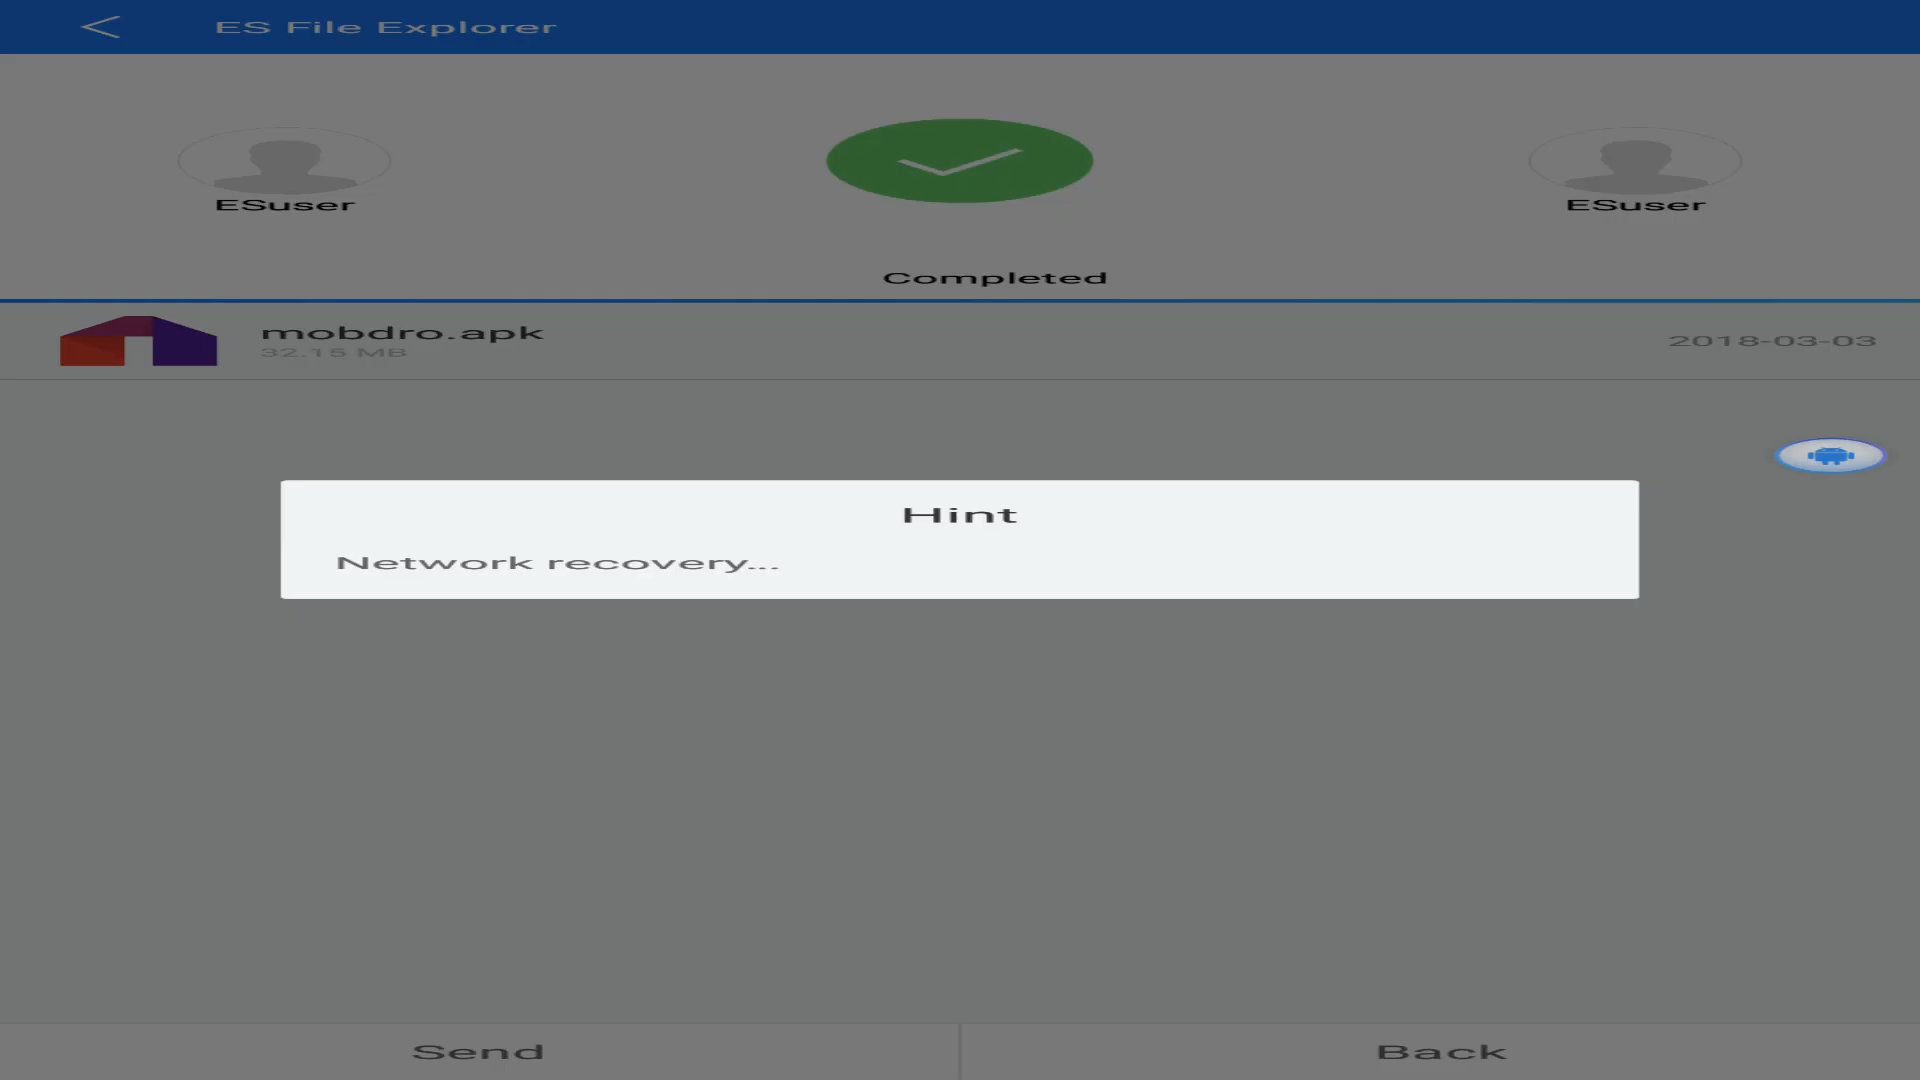 ES File Explorer
ESuser
ESuser
Completed
mobdro.apk
32.15 MB
2018-03-03
Hint
Network recovery...
Send
Back